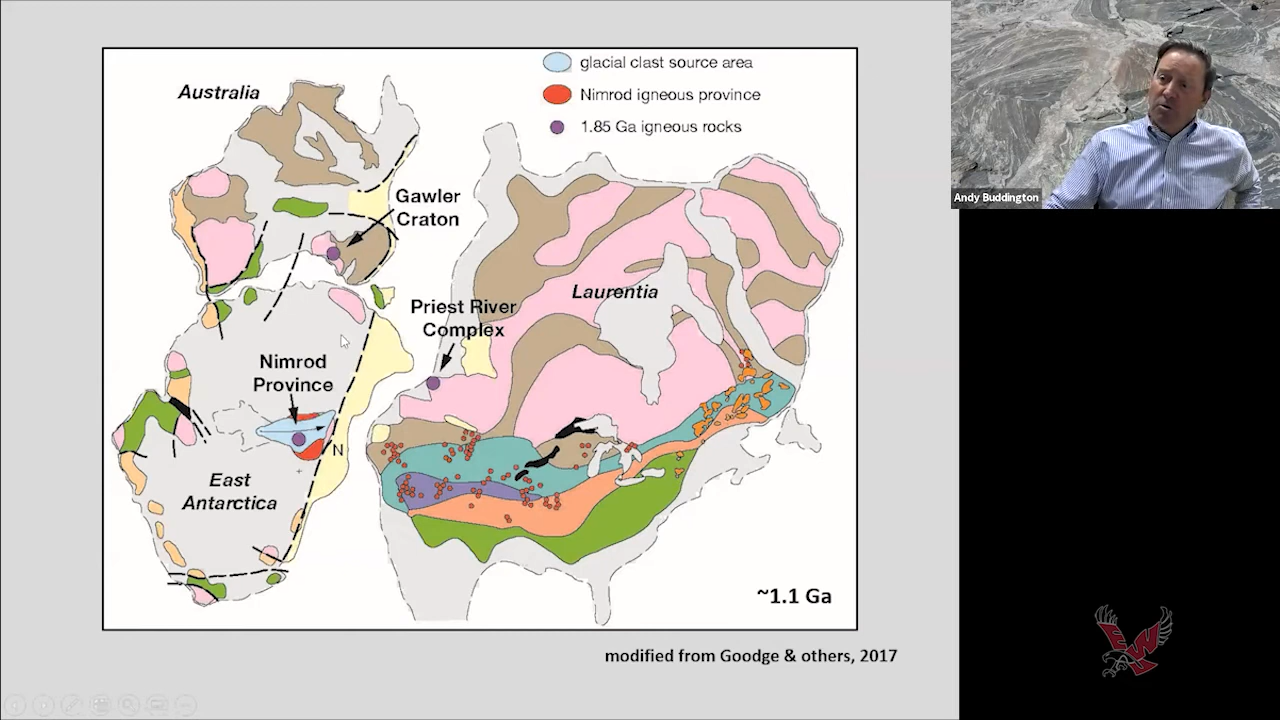 Australia
glacial clast source area
Nimrod igneous province
1.85 Ga igneous rocks
Gawler
Craton
Laurentia
Priest River
Complex
Nimrod
Province
N
East
Antarctica
~1.1 Ga
modified from Goodge & others, 2017
Andy Buddington
EWU